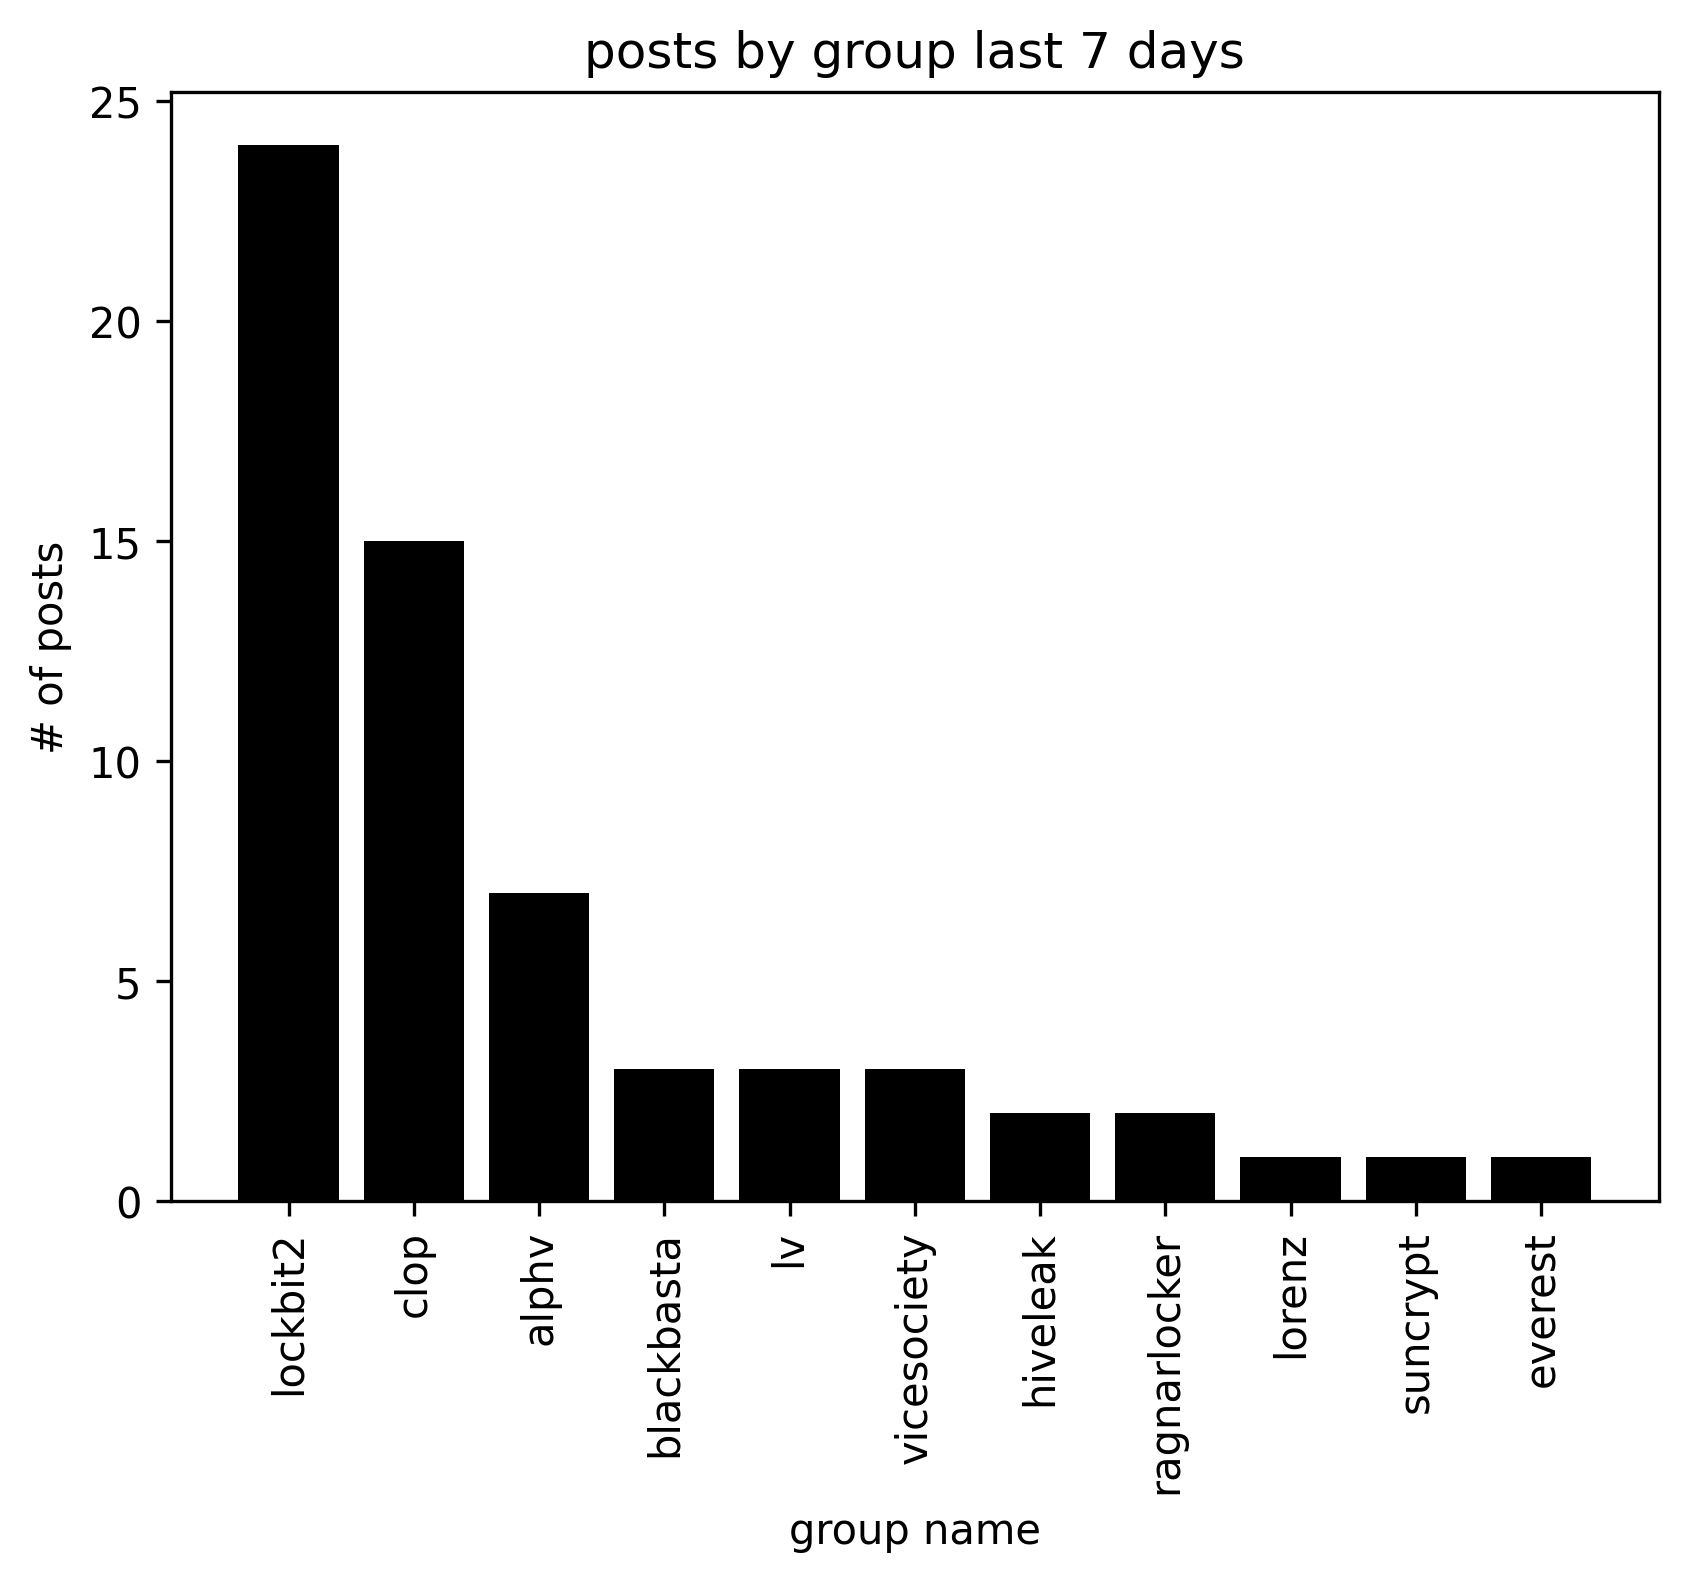 posts by group last 7 days
25
20
15
10
5
0
# of posts
lockbit2
clop
alphv
blackbasta
lv
vicesociety
hiveleak
ragnarlocker
lorenz
suncrypt
everest
group name